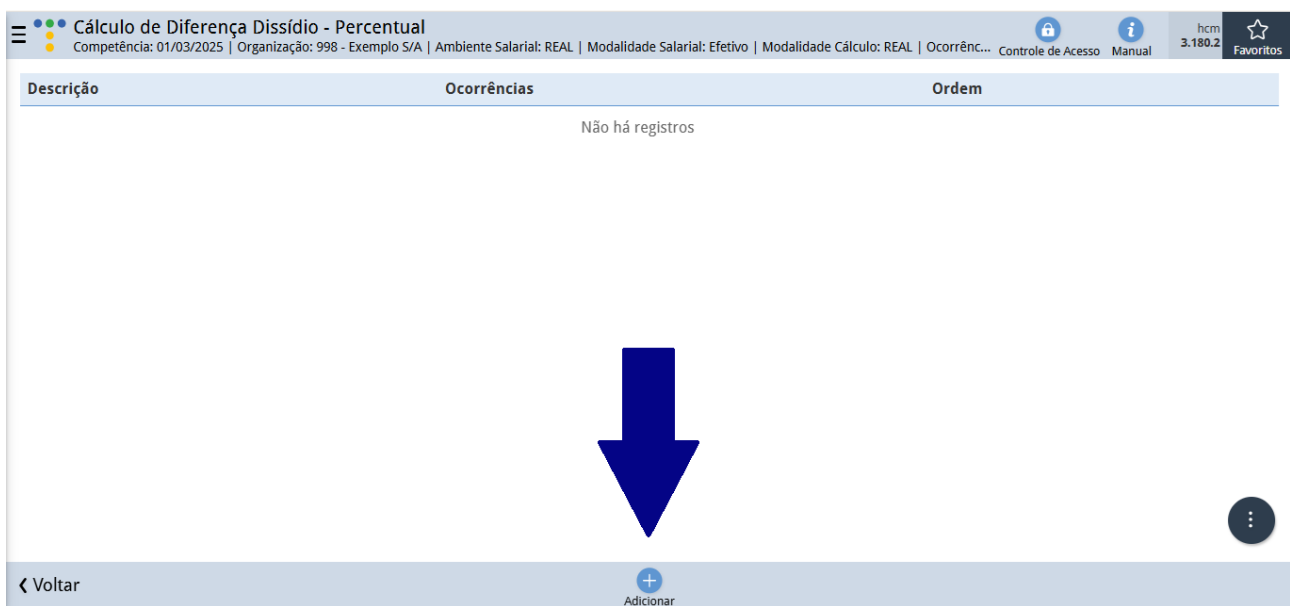 Cálculo de Diferença Dissídio - Percentual
Competência: 01/03/2025 | Organização: 998 - Exemplo S/A | Ambiente Salarial: REAL | Modalidade Salarial: Efetivo | Modalidade Cálculo: REAL | Ocorrênc...
Controle de Acesso
Manual
hcm
3.180.2
Favoritos
Descrição Ocorrências Ordem
Não há registros
Voltar
Adicionar